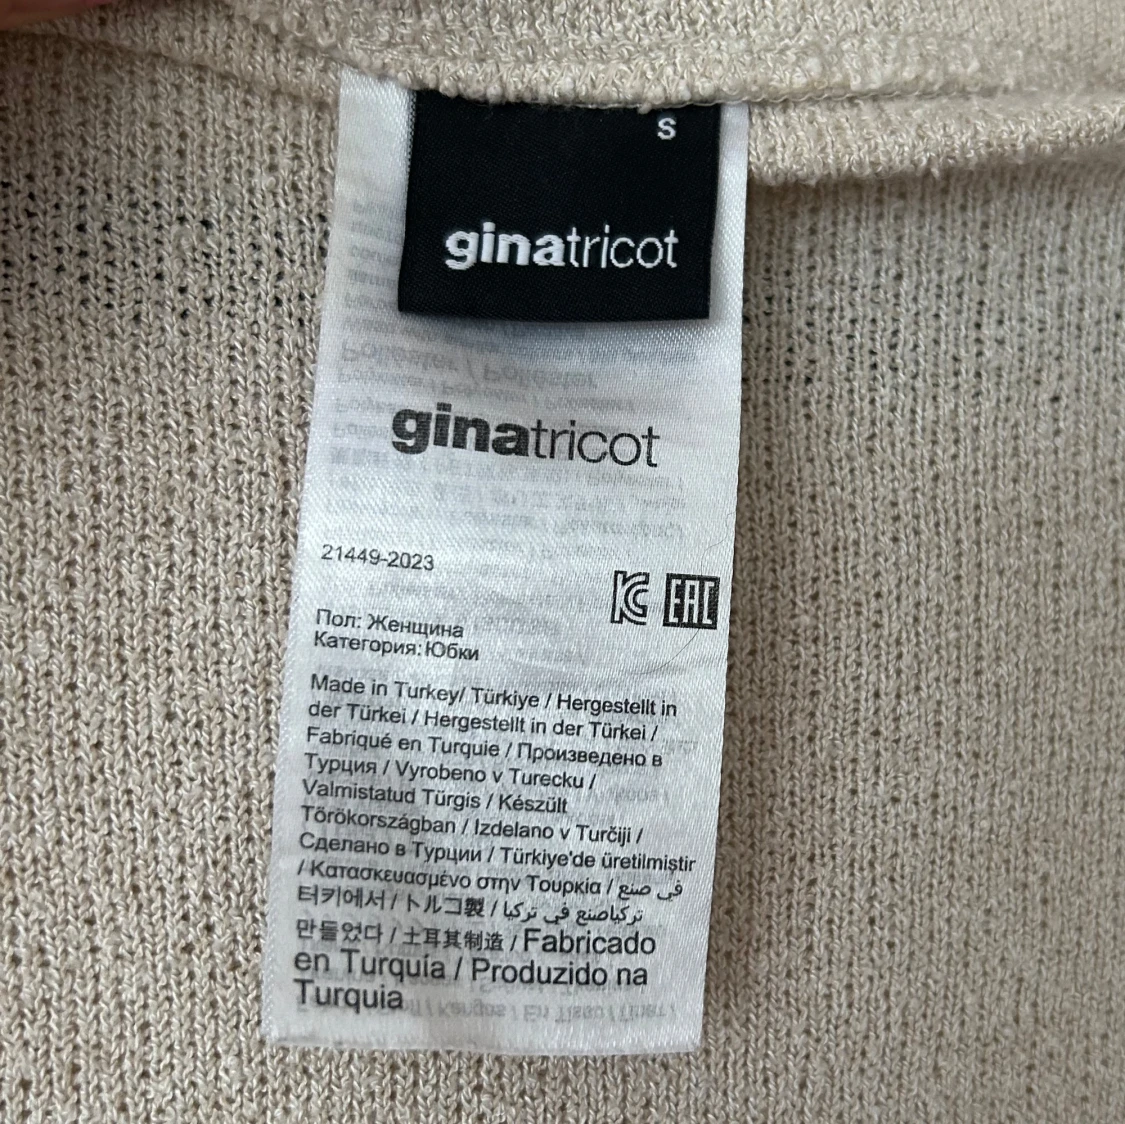 S
ginatricot
ginatricot
21449-2023
EAC
Пол: Женщина
Категория: Юбки
Made in Turkey/ Türkiye / Hergestellt in
der Türkei / Hergestellt in der Türkei /
Fabriqué en Turquie / Произведено в
Турция / Vyrobeno v Turecku /
Valmistatud Türgis / Készült
Törökországban / Izdelano v Turčiji /
Сделано в Турции / Türkiye'de üretilmiştir
/ Κατασκευασμένο στην Τουρκία / في صنع
터키에서 / トルコ製 / تركياصنع في تركيا
만들었다 / 土耳其制造 / Fabricado
en Turquía / Produzido na
Turquia